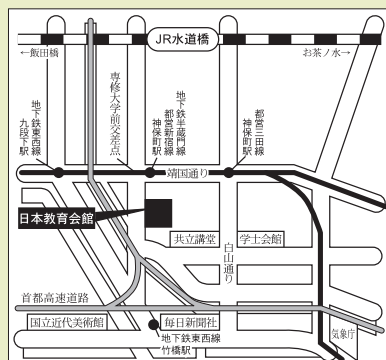 JR水道橋
←飯田橋
お茶ノ水→
地下鉄東西線
九段下駅
専修大学前交差点
地下鉄半蔵門線
都営新宿線
神保町駅
都営三田線
神保町駅
靖国通り
日本教育会館
共立講堂
白山通り
学士会館
首都高速道路
国立近代美術館
毎日新聞社
気象庁
地下鉄東西線
竹橋駅